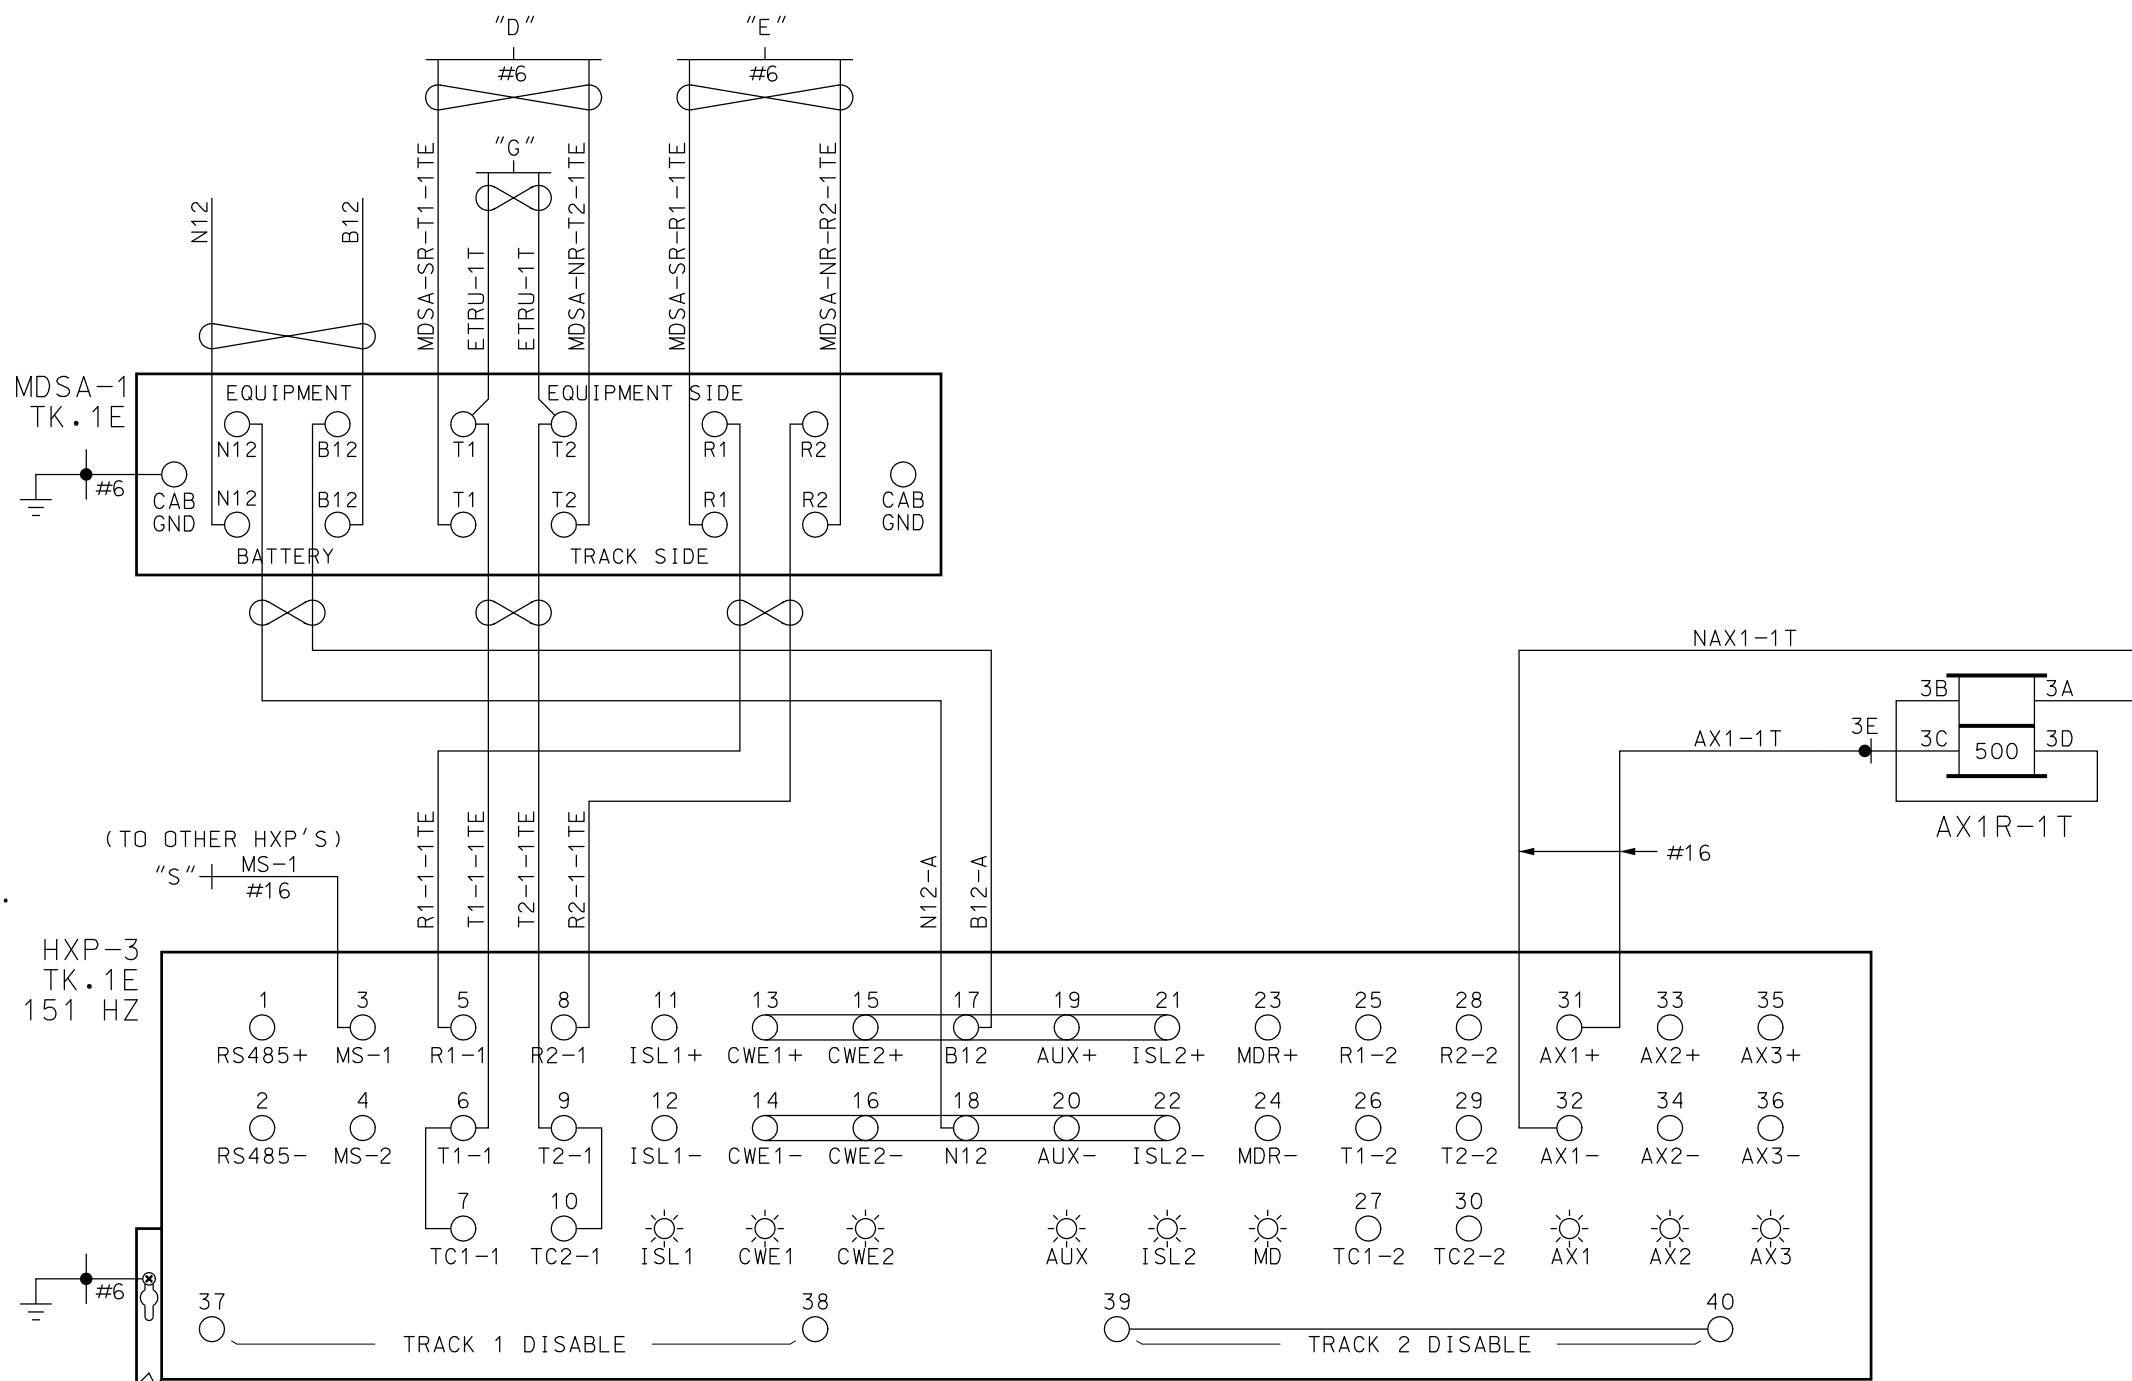 "D"
"E"
#6
#6
"G"
N12
B12
MDSA-SR-T1-1TE
ETRU-1T
ETRU-1T
MDSA-NR-T2-1TE
MDSA-SR-R1-1TE
MDSA-NR-R2-1TE
MDSA-1
TK.1E
EQUIPMENT
EQUIPMENT SIDE
N12
B12
T1
T2
R1
R2
#6
CAB
GND
N12
B12
T1
T2
R1
R2
CAB
GND
BATTERY
TRACK SIDE
NAX1-1T
3B
3A
3E
AX1-1T
3C
500
3D
AX1R-1T
#16
(TO OTHER HXP'S)
"S"
MS-1
#16
R1-1-1TE
T1-1-1TE
T2-1-1TE
R2-1-1TE
N12-A
B12-A
.
HXP-3
TK.1E
151 HZ
1 3 5 8 11 13 15 17 19 21 23 25 28 31 33 35
RS485+ MS-1 R1-1 R2-1 ISL1+ CWE1+ CWE2+ B12 AUX+ ISL2+ MDR+ R1-2 R2-2 AX1+ AX2+ AX3+
2 4 6 9 12 14 16 18 20 22 24 26 29 32 34 36
RS485- MS-2 T1-1 T2-1 ISL1- CWE1- CWE2- N12 AUX- ISL2- MDR- T1-2 T2-2 AX1- AX2- AX3-
7 10 27 30
TC1-1 TC2-1 ISL1 CWE1 CWE2 AUX ISL2 MD TC1-2 TC2-2 AX1 AX2 AX3
#6
37 38 39 40
TRACK 1 DISABLE
TRACK 2 DISABLE